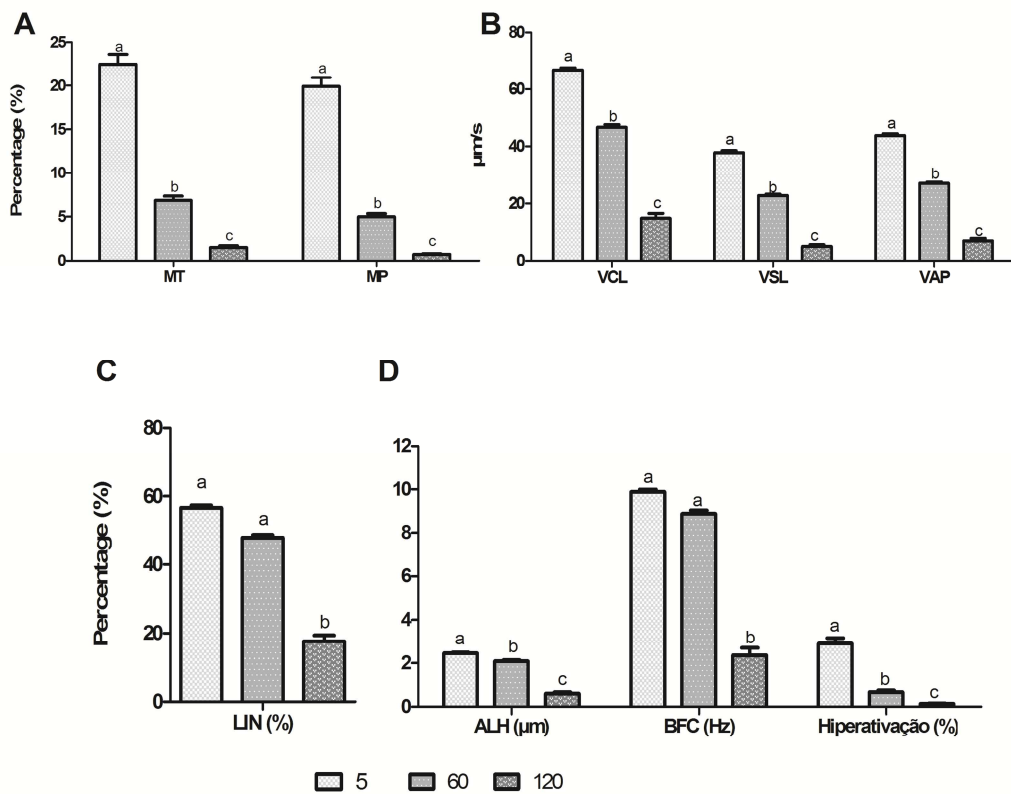 A
Percentage (%)
25
20
15
10
5
0
a
b
c
a
b
c
MT
MP
B
µm/s
80
60
40
20
0
a
b
c
a
b
c
a
b
c
VCL
VSL
VAP
C
Percentage (%)
80
60
40
20
0
a
a
b
LIN (%)
D
12
10
8
6
4
2
0
a
b
c
a
a
b
a
b
c
ALH (µm)
BFC (Hz)
Hiperativação (%)
5 60 120